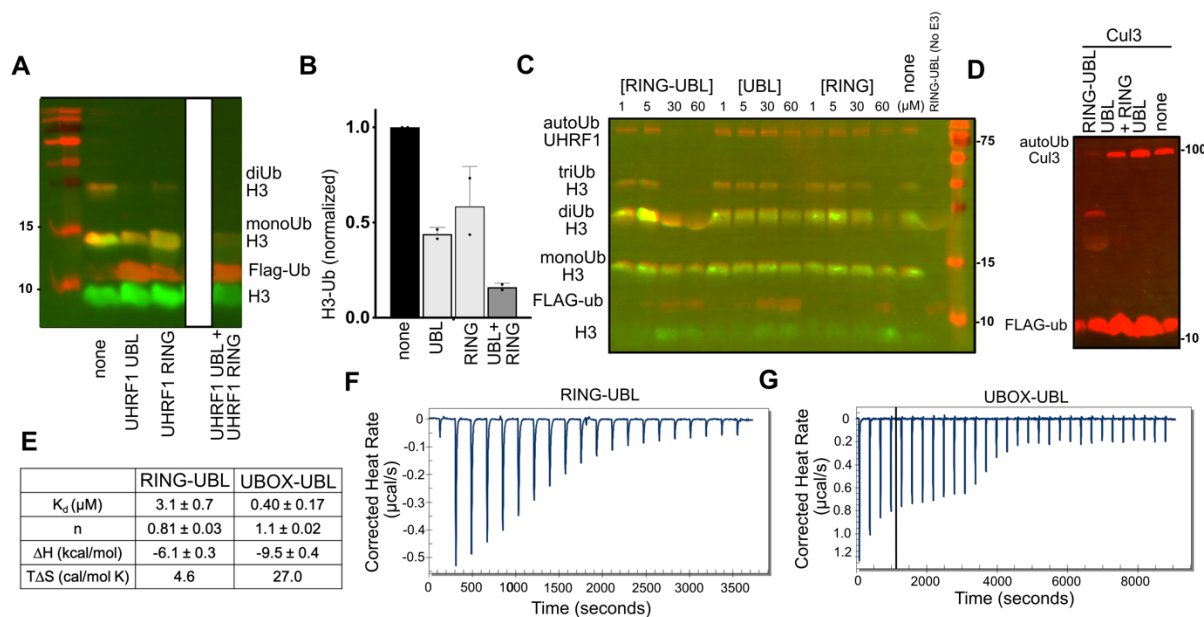 A
diUb
H3
15
monoUb
H3
Flag-Ub
10
H3
none
UHRF1 UBL
UHRF1 RING
UHRF1 UBL +
UHRF1 RING
B
H3-Ub (normalized)
1.0
0.5
0.0
none
UBL
RING
UBL+
RING
C
[RING-UBL] [UBL] [RING]
none
RING-UBL (No E3)
1 5 30 60 1 5 30 60 1 5 30 60 (μM)
autoUb
UHRF1
-75
triUb
H3
diUb
H3
monoUb
H3
-15
FLAG-ub
-10
H3
D
Cul3
RING-UBL
UBL
+ RING
UBL
none
autoUb
Cul3
-100
FLAG-ub
-10
E
RING-UBL UBOX-UBL
Kd (μM) 3.1 ± 0.7 0.40 ± 0.17
n 0.81 ± 0.03 1.1 ± 0.02
ΔH (kcal/mol) -6.1 ± 0.3 -9.5 ± 0.4
TΔS (cal/mol K) 4.6 27.0
F
RING-UBL
Corrected Heat Rate
(μcal/s)
0
-0.1
-0.2
-0.3
-0.4
-0.5
0 500 1000 1500 2000 2500 3000 3500
Time (seconds)
G
UBOX-UBL
Corrected Heat Rate
(μcal/s)
0
0.2
0.4
0.6
0.8
1.0
1.2
0 2000 4000 6000 8000
Time (seconds)